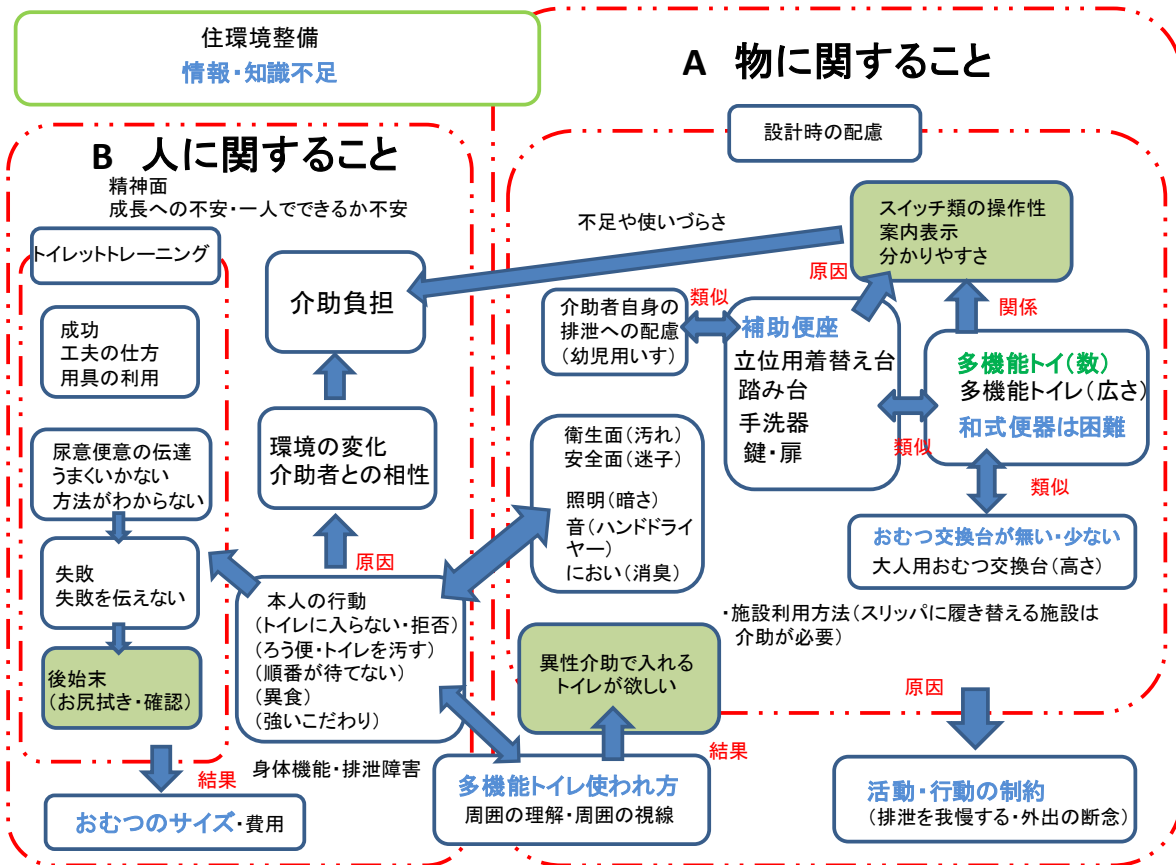 住環境整備
情報・知識不足
A 物に関すること
設計時の配慮
B 人に関すること
精神面
成長への不安・一人でできるか不安
トイレットトレーニング
成功
工夫の仕方
用具の利用
尿意便意の伝達
うまくいかない
方法がわからない
失敗
失敗を伝えない
後始末
(お尻拭き・確認)
結果
おむつのサイズ・費用
介助負担
環境の変化
介助者との相性
原因
本人の行動
(トイレに入らない・拒否)
(ろう便・トイレを汚す)
(順番が待てない)
(異食)
(強いこだわり)
身体機能・排泄障害
不足や使いづらさ
スイッチ類の操作性
案内表示
分かりやすさ
原因
関係
介助者自身の
排泄への配慮
(幼児用いす)
類似
補助便座
立位用着替え台
踏み台
手洗器
鍵・扉
類似
多機能トイ(数)
多機能トイレ(広さ)
和式便器は困難
類似
おむつ交換台が無い・少ない
大人用おむつ交換台(高さ)
衛生面(汚れ)
安全面(迷子)
照明(暗さ)
音(ハンドドライ
ヤー)
におい(消臭)
・施設利用方法(スリッパに履き替える施設は
介助が必要)
異性介助で入れる
トイレが欲しい
結果
多機能トイレ使われ方
周囲の理解・周囲の視線
原因
活動・行動の制約
(排泄を我慢する・外出の断念)